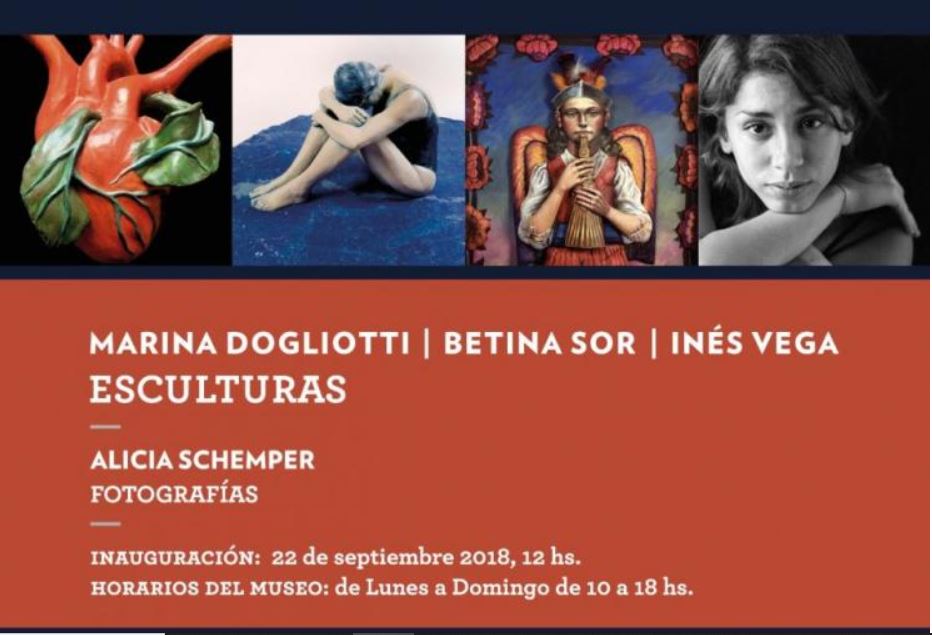 MARINA DOGLIOTTI | BETINA SOR | INÉS VEGA
ESCULTURAS
ALICIA SCHEMPER
FOTOGRAFÍAS
INAUGURACIÓN: 22 de septiembre 2018, 12 hs.
HORARIOS DEL MUSEO: de Lunes a Domingo de 10 a 18 hs.